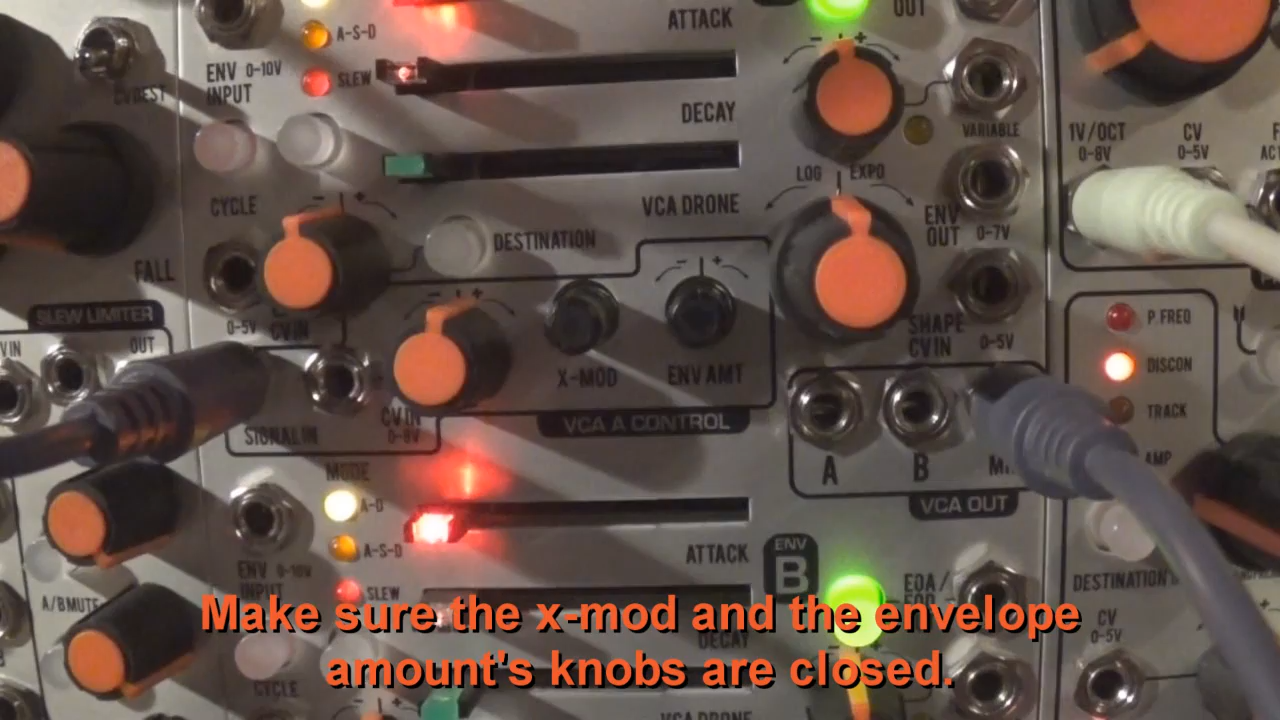 ATTACK
OUT
A-S-D
ENV 0-10V
INPUT
SLEW
DECAY
VARIABLE
1V/OCT
0-8V
CV
0-5V
LOG
EXPO
CYCLE
VCA DRONE
DESTINATION
ENV
OUT
0-7V
FALL
SLEW LIMITER
OUT
0-5V
CV IN
P.FREQ
SHAPE
CV IN
0-5V
DISCON
X-MOD
ENV AMT
TRACK
SIGNAL IN
CV IN
0-8V
VCA A CONTROL
A
B
AMP
MODE
A-D
VCA OUT
A-S-D
ATTACK
ENV
B
ENV 0-10V
INPUT
SLEW
EOA/
DESTINATION
A/B MUTE
CV
0-5V
DECAY
CYCLE
VCA DRONE
Make sure the x-mod and the envelope
amount's knobs are closed.